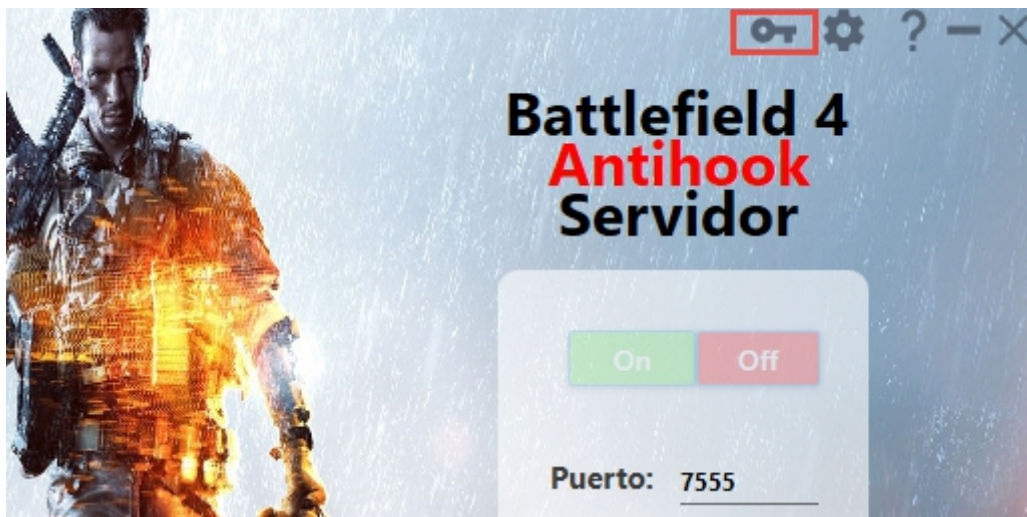 ?
Battlefield 4
Antihook
Servidor
On Off
Puerto: 7555